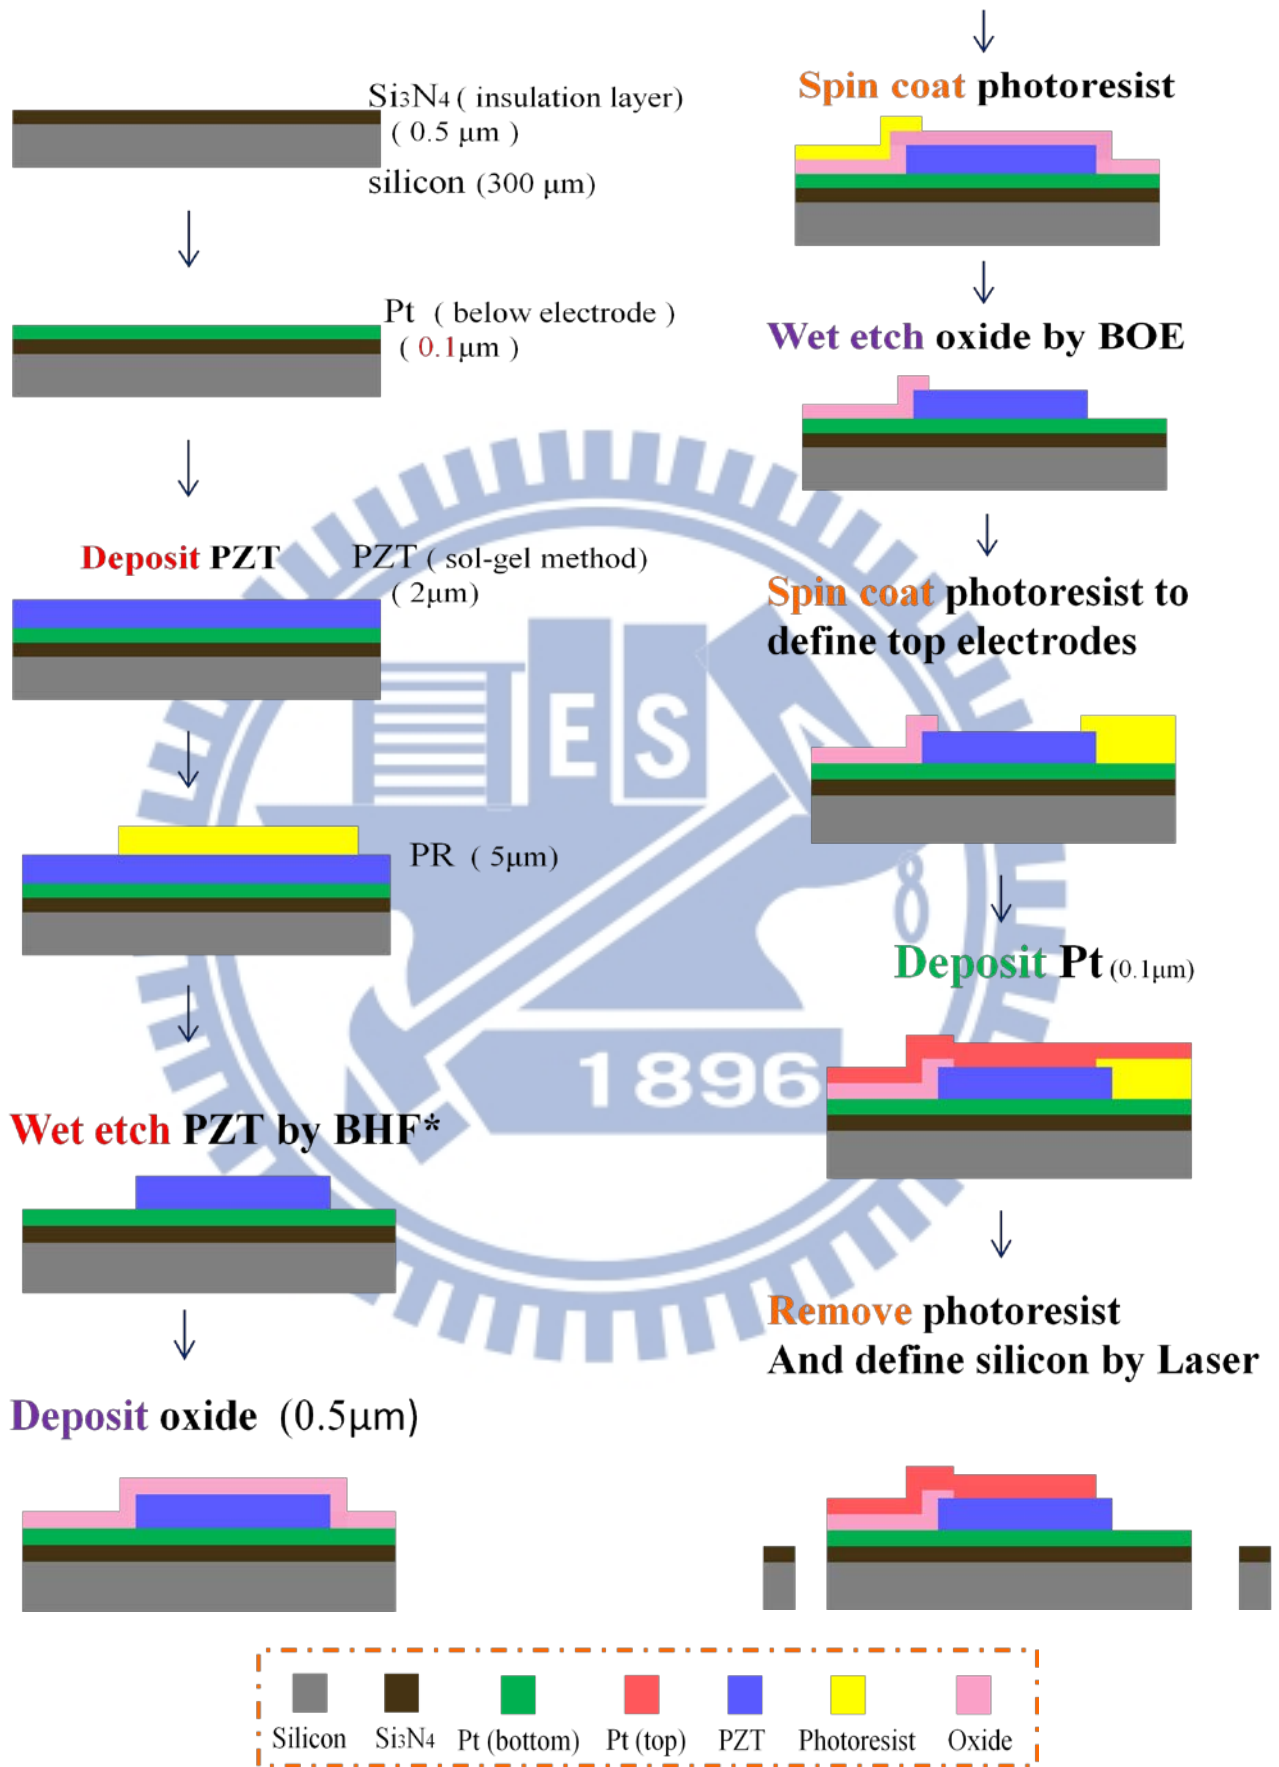 Si3N4 ( insulation layer)
( 0.5 μm )
silicon (300 μm)
Pt ( below electrode )
( 0.1μm )
Deposit PZT
PZT ( sol-gel method)
( 2μm)
PR ( 5μm)
Wet etch PZT by BHF*
Deposit oxide (0.5μm)
Spin coat photoresist
Wet etch oxide by BOE
Spin coat photoresist to
define top electrodes
Deposit Pt (0.1μm)
Remove photoresist
And define silicon by Laser
E S A
8
1896
Silicon
Si3N4
Pt (bottom)
Pt (top)
PZT
Photoresist
Oxide